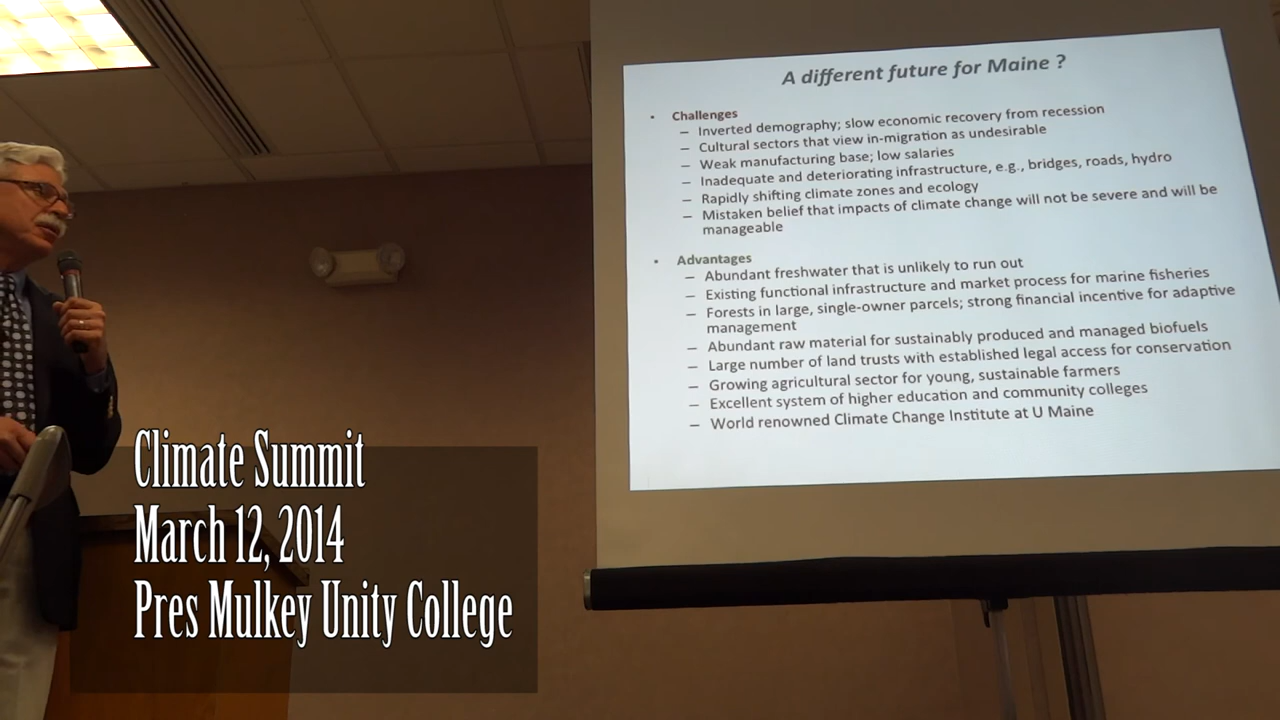 A different future for Maine ?
• Challenges
– Inverted demography; slow economic recovery from recession
– Cultural sectors that view in-migration as undesirable
– Weak manufacturing base; low salaries
– Inadequate and deteriorating infrastructure, e.g., bridges, roads, hydro
– Rapidly shifting climate zones and ecology
– Mistaken belief that impacts of climate change will not be severe and will be
manageable
• Advantages
– Abundant freshwater that is unlikely to run out
– Existing functional infrastructure and market process for marine fisheries
– Forests in large, single-owner parcels; strong financial incentive for adaptive
management
– Abundant raw material for sustainably produced and managed biofuels
– Large number of land trusts with established legal access for conservation
– Growing agricultural sector for young, sustainable farmers
– Excellent system of higher education and community colleges
– World renowned Climate Change Institute at U Maine
Climate Summit
March 12, 2014
Pres Mulkey Unity College